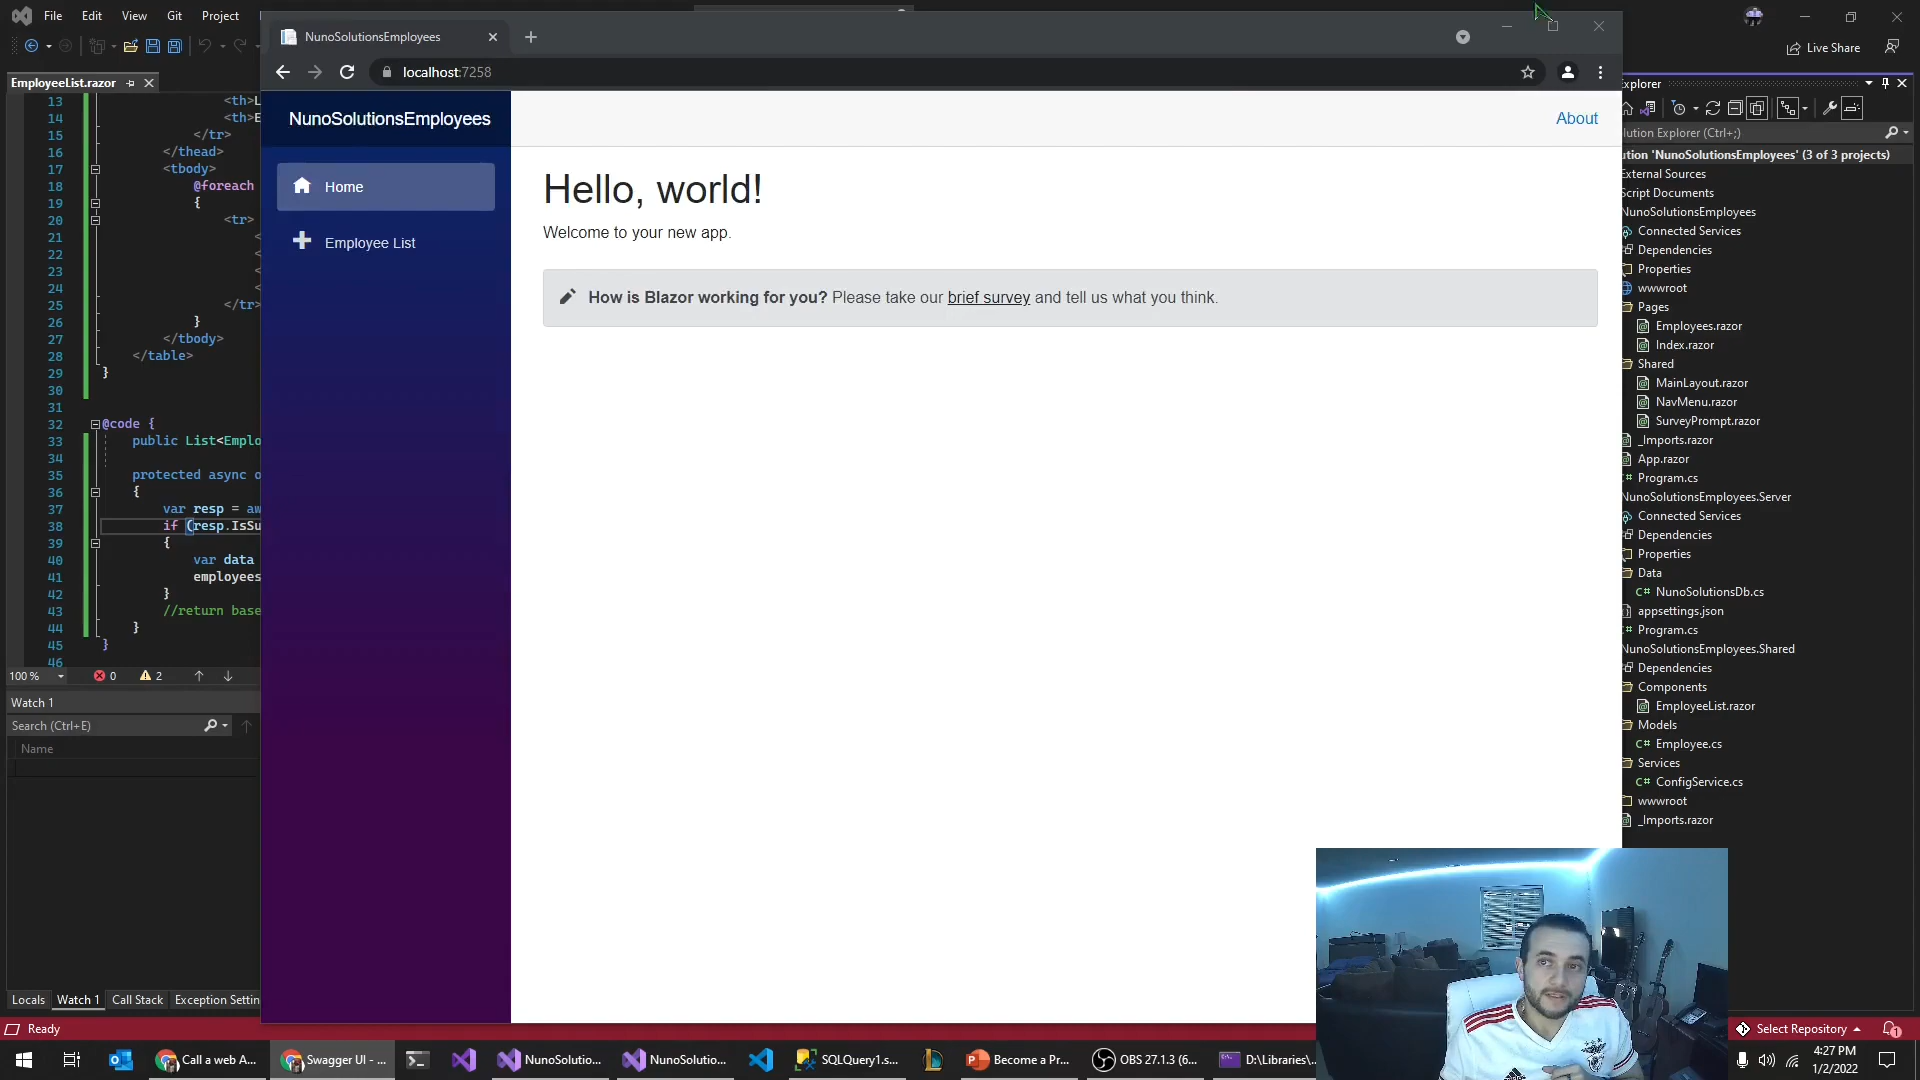 File Edit View Git Project
NunoSolutionsEmployees
localhost:7258
Live Share
EmployeeList.razor
NunoSolutionsEmployees
About
Home
Employee List
Hello, world!
Welcome to your new app.
How is Blazor working for you? Please take our brief survey and tell us what you think.
13 <th>L
14 <th>E
15 </tr>
16 </thead>
17 <tbody>
18 @foreach
19 {
20 <tr>
21 <
22 <
23 <
24 <
25 </tr>
26 }
27 </tbody>
28 </table>
29 }
30
31
32 @code {
33 public List<Emplo
34
35 protected async o
36 {
37 var resp = aw
38 if (resp.IsSu
39 {
40 var data
41 employees
42 }
43 //return base
44 }
45 }
46
100 % 0 2
Watch 1
Search (Ctrl+E)
Name
Locals Watch 1 Call Stack Exception Settin
Ready
xplorer
lution Explorer (Ctrl+;)
ution 'NunoSolutionsEmployees' (3 of 3 projects)
External Sources
Script Documents
NunoSolutionsEmployees
Connected Services
Dependencies
Properties
wwwroot
Pages
Employees.razor
Index.razor
Shared
MainLayout.razor
NavMenu.razor
SurveyPrompt.razor
_Imports.razor
App.razor
Program.cs
NunoSolutionsEmployees.Server
Connected Services
Dependencies
Properties
Data
C# NunoSolutionsDb.cs
appsettings.json
Program.cs
NunoSolutionsEmployees.Shared
Dependencies
Components
EmployeeList.razor
Models
C# Employee.cs
Services
C# ConfigService.cs
wwwroot
_Imports.razor
Select Repository
1
Call a web A...
Swagger UI - ...
NunoSolutio...
NunoSolutio...
SQLQuery1.s...
Become a Pr...
OBS 27.1.3 (6...
D:\Libraries\...
4:27 PM
1/2/2022